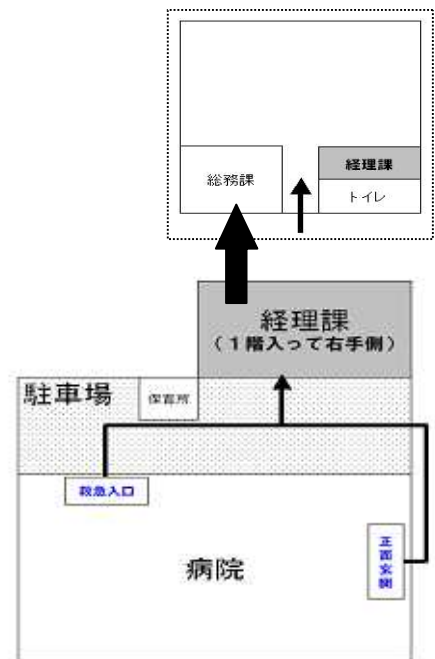 経理課
総務課
トイレ
経理課
(１階入って右手側)
駐車場
保育所
救急入口
正面玄関
病院